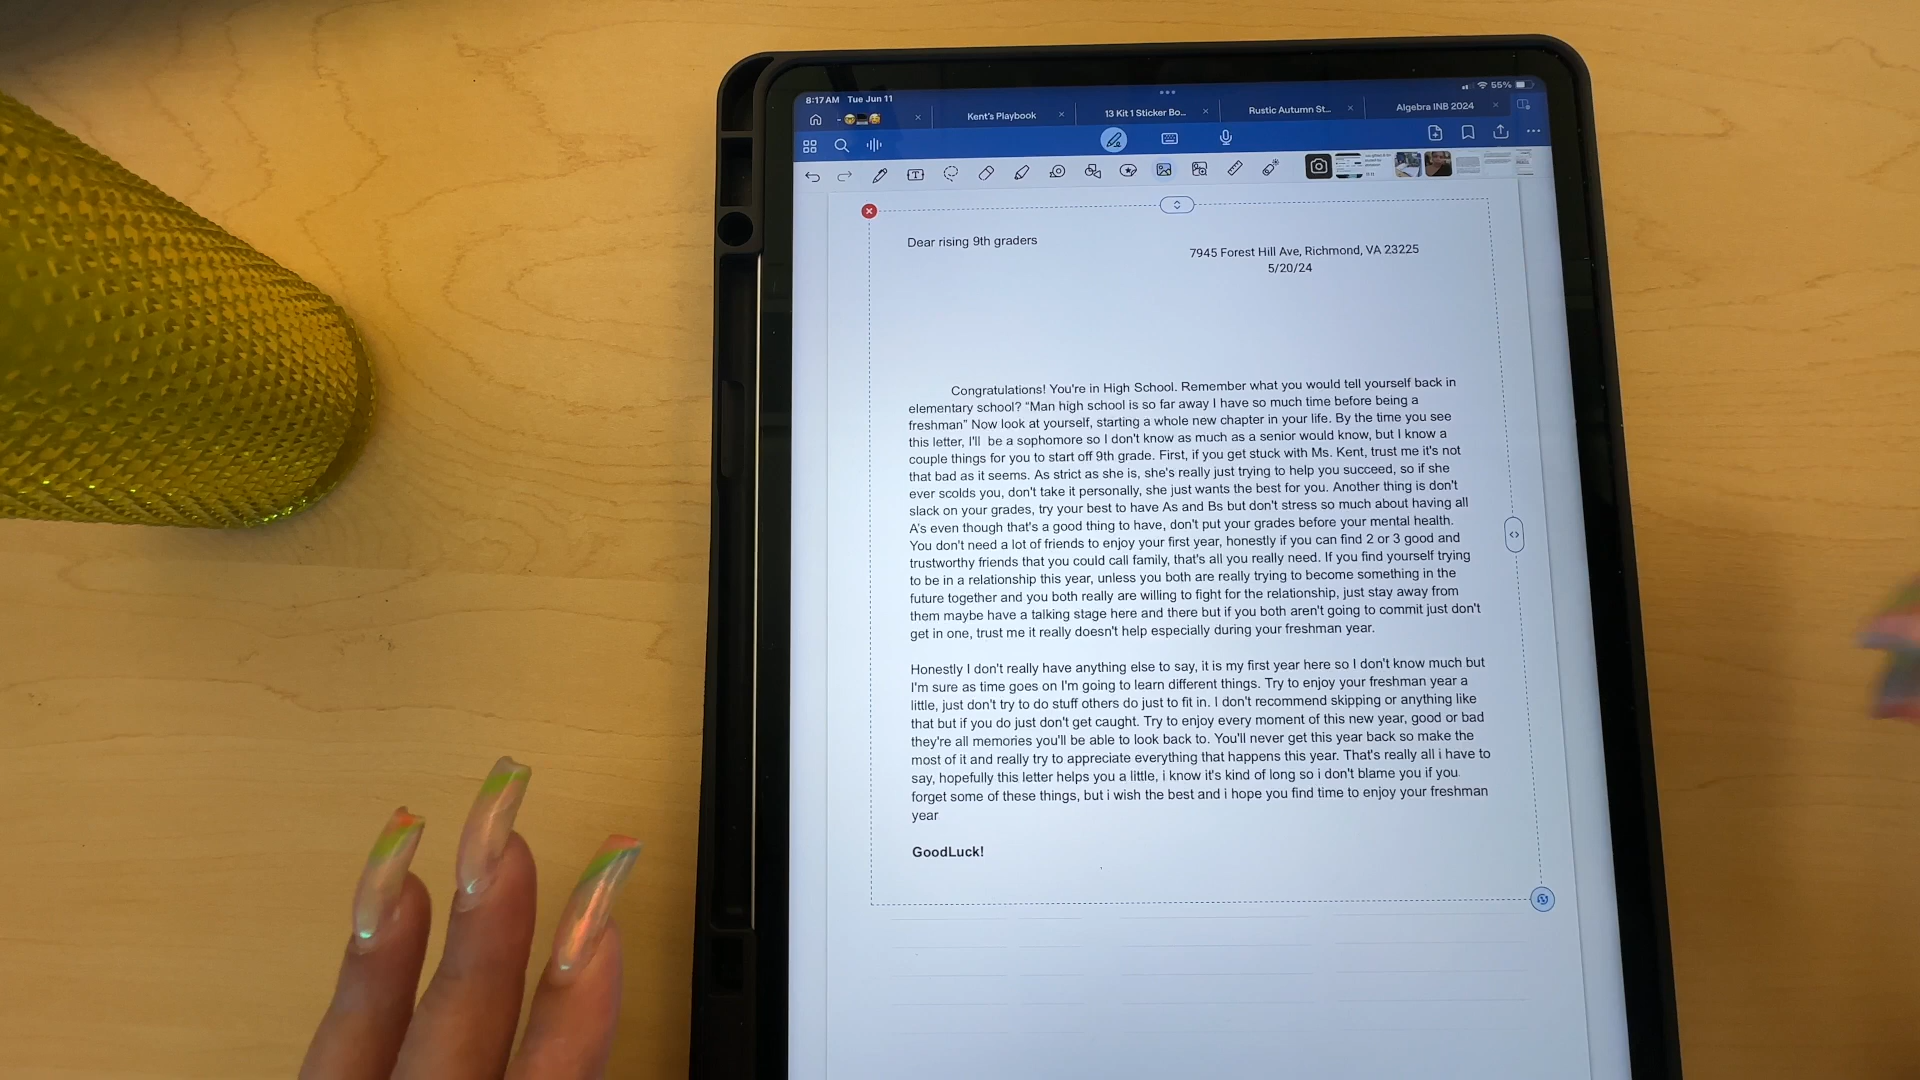 8:17 AM Tue Jun 11
55%
Kent's Playbook
13 Kit 1 Sticker Bo...
Rustic Autumn St...
Algebra INB 2024
Dear rising 9th graders
7945 Forest Hill Ave, Richmond, VA 23225
5/20/24
Congratulations! You're in High School. Remember what you would tell yourself back in
elementary school? “Man high school is so far away I have so much time before being a
freshman” Now look at yourself, starting a whole new chapter in your life. By the time you see
this letter, I'll be a sophomore so I don't know as much as a senior would know, but I know a
couple things for you to start off 9th grade. First, if you get stuck with Ms. Kent, trust me it's not
that bad as it seems. As strict as she is, she's really just trying to help you succeed, so if she
ever scolds you, don't take it personally, she just wants the best for you. Another thing is don't
slack on your grades, try your best to have As and Bs but don't stress so much about having all
A's even though that's a good thing to have, don't put your grades before your mental health.
You don't need a lot of friends to enjoy your first year, honestly if you can find 2 or 3 good and
trustworthy friends that you could call family, that's all you really need. If you find yourself trying
to be in a relationship this year, unless you both are really trying to become something in the
future together and you both really are willing to fight for the relationship, just stay away from
them maybe have a talking stage here and there but if you both aren't going to commit just don't
get in one, trust me it really doesn't help especially during your freshman year.
Honestly I don't really have anything else to say, it is my first year here so I don't know much but
I'm sure as time goes on I'm going to learn different things. Try to enjoy your freshman year a
little, just don't try to do stuff others do just to fit in. I don't recommend skipping or anything like
that but if you do just don't get caught. Try to enjoy every moment of this new year, good or bad
they're all memories you'll be able to look back to. You'll never get this year back so make the
most of it and really try to appreciate everything that happens this year. That's really all i have to
say, hopefully this letter helps you a little, i know it's kind of long so i don't blame you if you
forget some of these things, but i wish the best and i hope you find time to enjoy your freshman
year
GoodLuck!